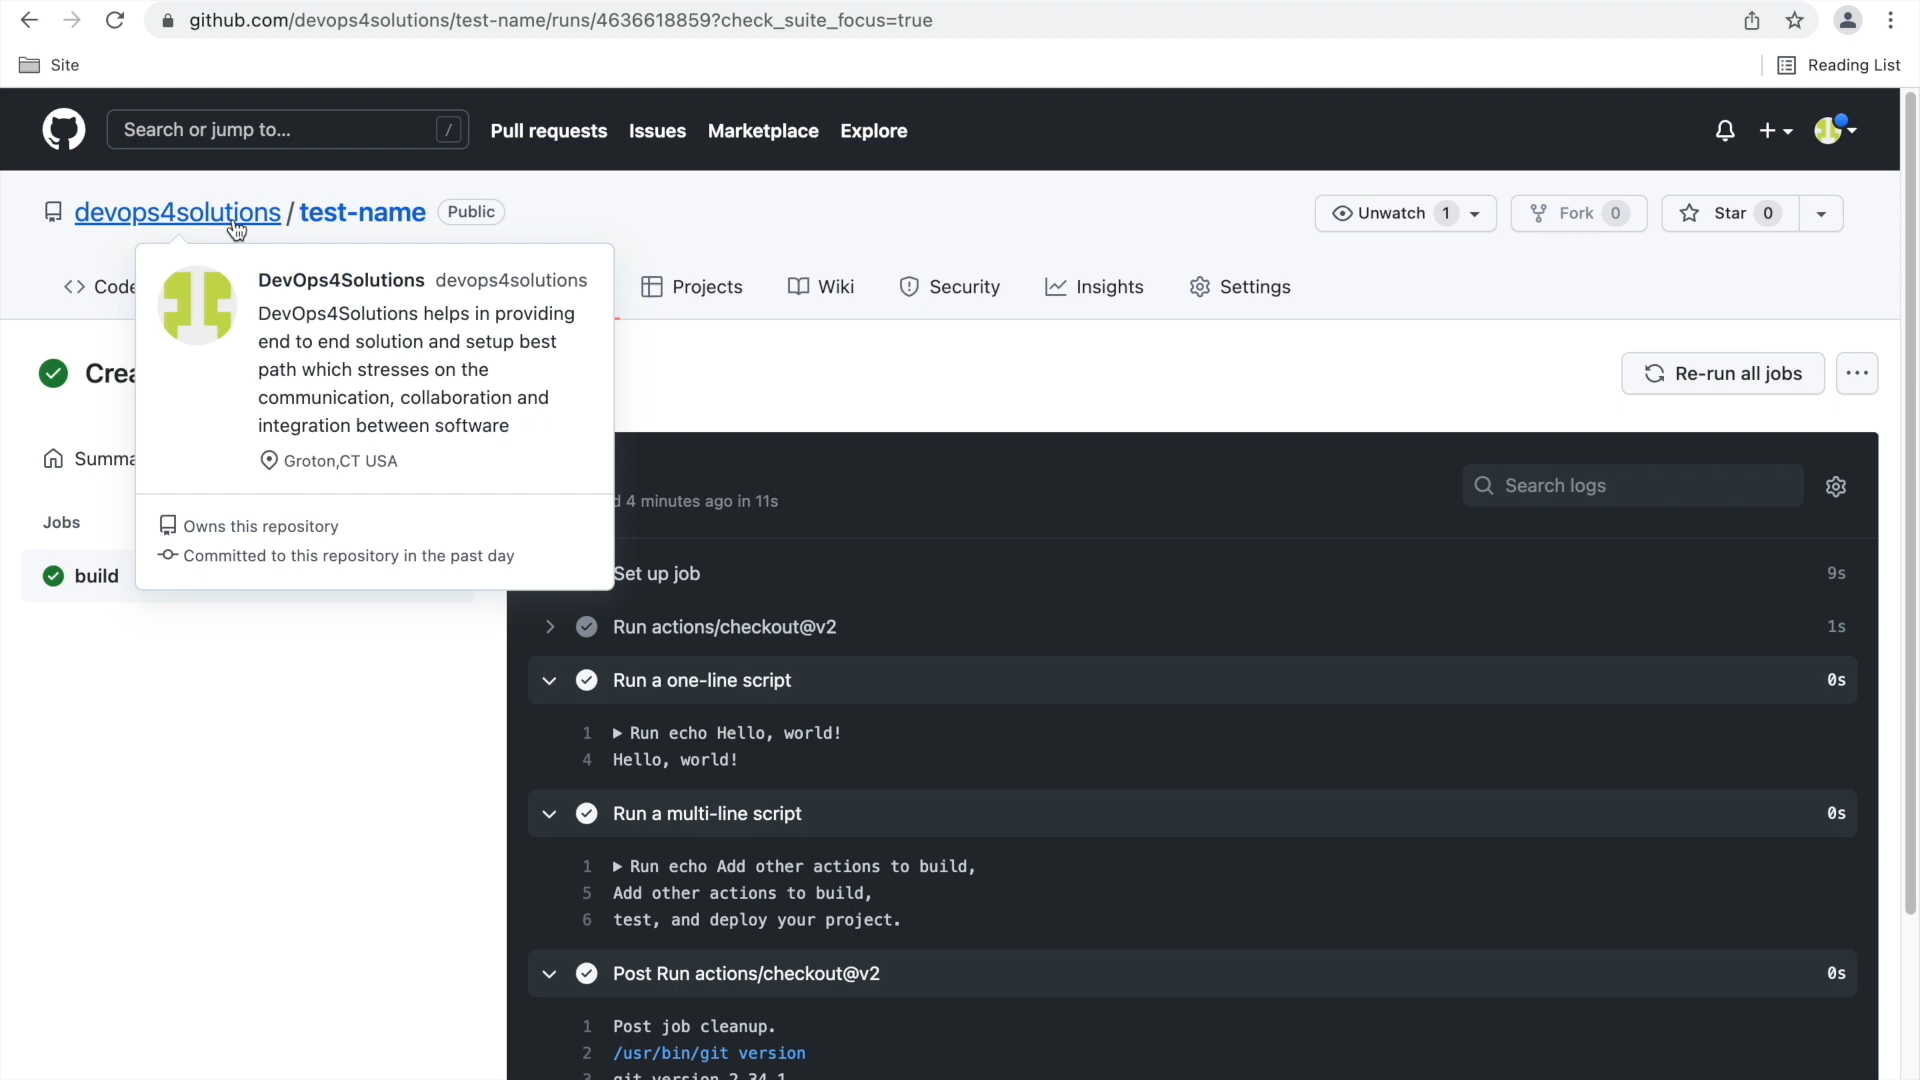 github.com/devops4solutions/test-name/runs/4636618859?check_suite_focus=true
Site
Reading List
Search or jump to... /
Pull requests Issues Marketplace Explore
devops4solutions / test-name Public
Unwatch 1 Fork 0 Star 0
Code Projects Wiki Security Insights Settings
DevOps4Solutions devops4solutions
DevOps4Solutions helps in providing
end to end solution and setup best
path which stresses on the
communication, collaboration and
integration between software
Groton,CT USA
Owns this repository
Committed to this repository in the past day
Crea
Re-run all jobs
Summa
Jobs
build
d 4 minutes ago in 11s
Search logs
Set up job 9s
Run actions/checkout@v2 1s
Run a one-line script 0s
1 Run echo Hello, world!
4 Hello, world!
Run a multi-line script 0s
1 Run echo Add other actions to build,
5 Add other actions to build,
6 test, and deploy your project.
Post Run actions/checkout@v2 0s
1 Post job cleanup.
2 /usr/bin/git version
3 git version 2.34.1